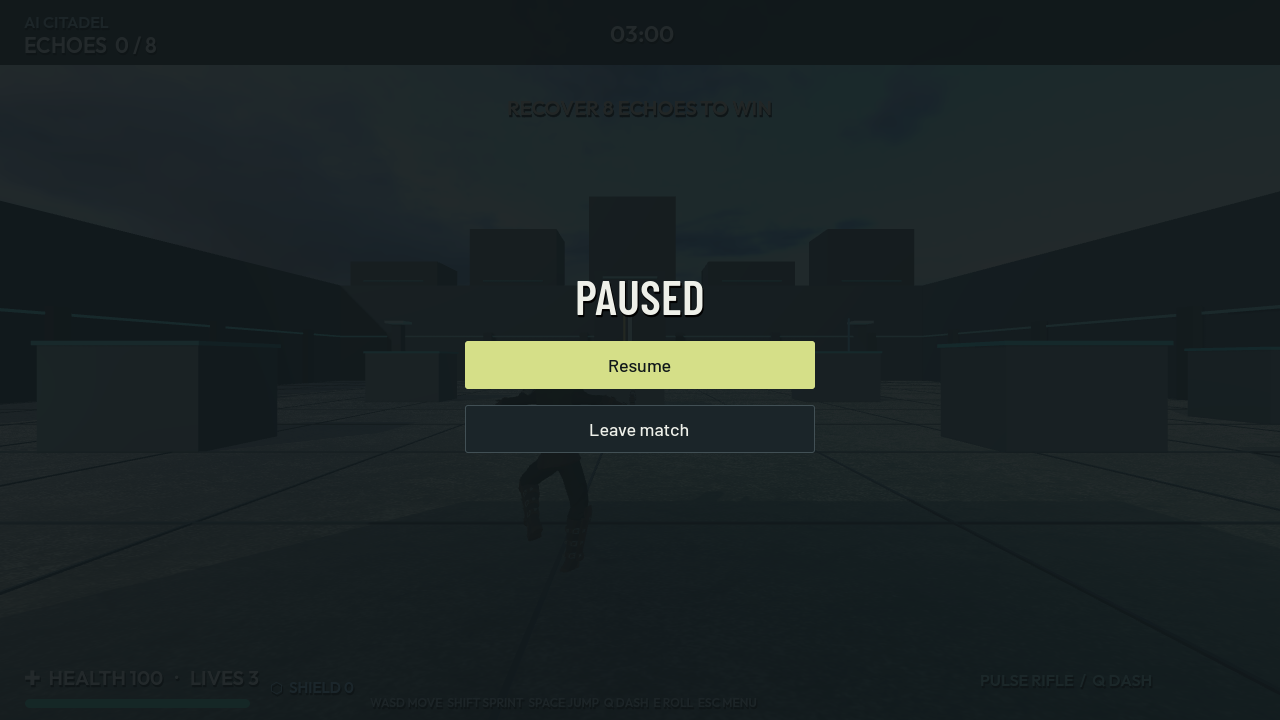 AI CITADEL
ECHOES 0 / 8
03:00
RECOVER 8 ECHOES TO WIN
PAUSED
Resume
Leave match
HEALTH 100 · LIVES 3
SHIELD 0
PULSE RIFLE / Q DASH
WASD MOVE SHIFT SPRINT SPACE JUMP Q DASH E ROLL ESC MENU